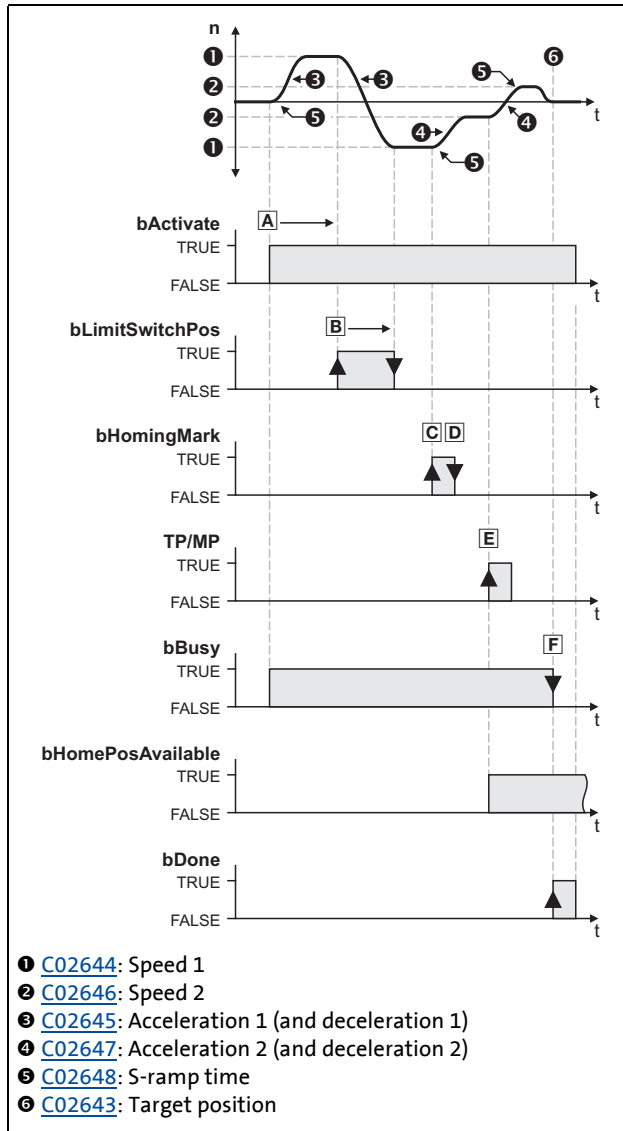 n
❶
❷
❷
❶
❸
❸
❺
❹
❺
❺
❹
❻
t
bActivate
TRUE
FALSE
A
t
bLimitSwitchPos
TRUE
FALSE
B
t
bHomingMark
TRUE
FALSE
C D
t
TP/MP
TRUE
FALSE
E
t
bBusy
TRUE
FALSE
F
t
bHomePosAvailable
TRUE
FALSE
t
bDone
TRUE
FALSE
t
❶ C02644: Speed 1
❷ C02646: Speed 2
❸ C02645: Acceleration 1 (and deceleration 1)
❹ C02647: Acceleration 2 (and deceleration 2)
❺ C02648: S-ramp time
❻ C02643: Target position